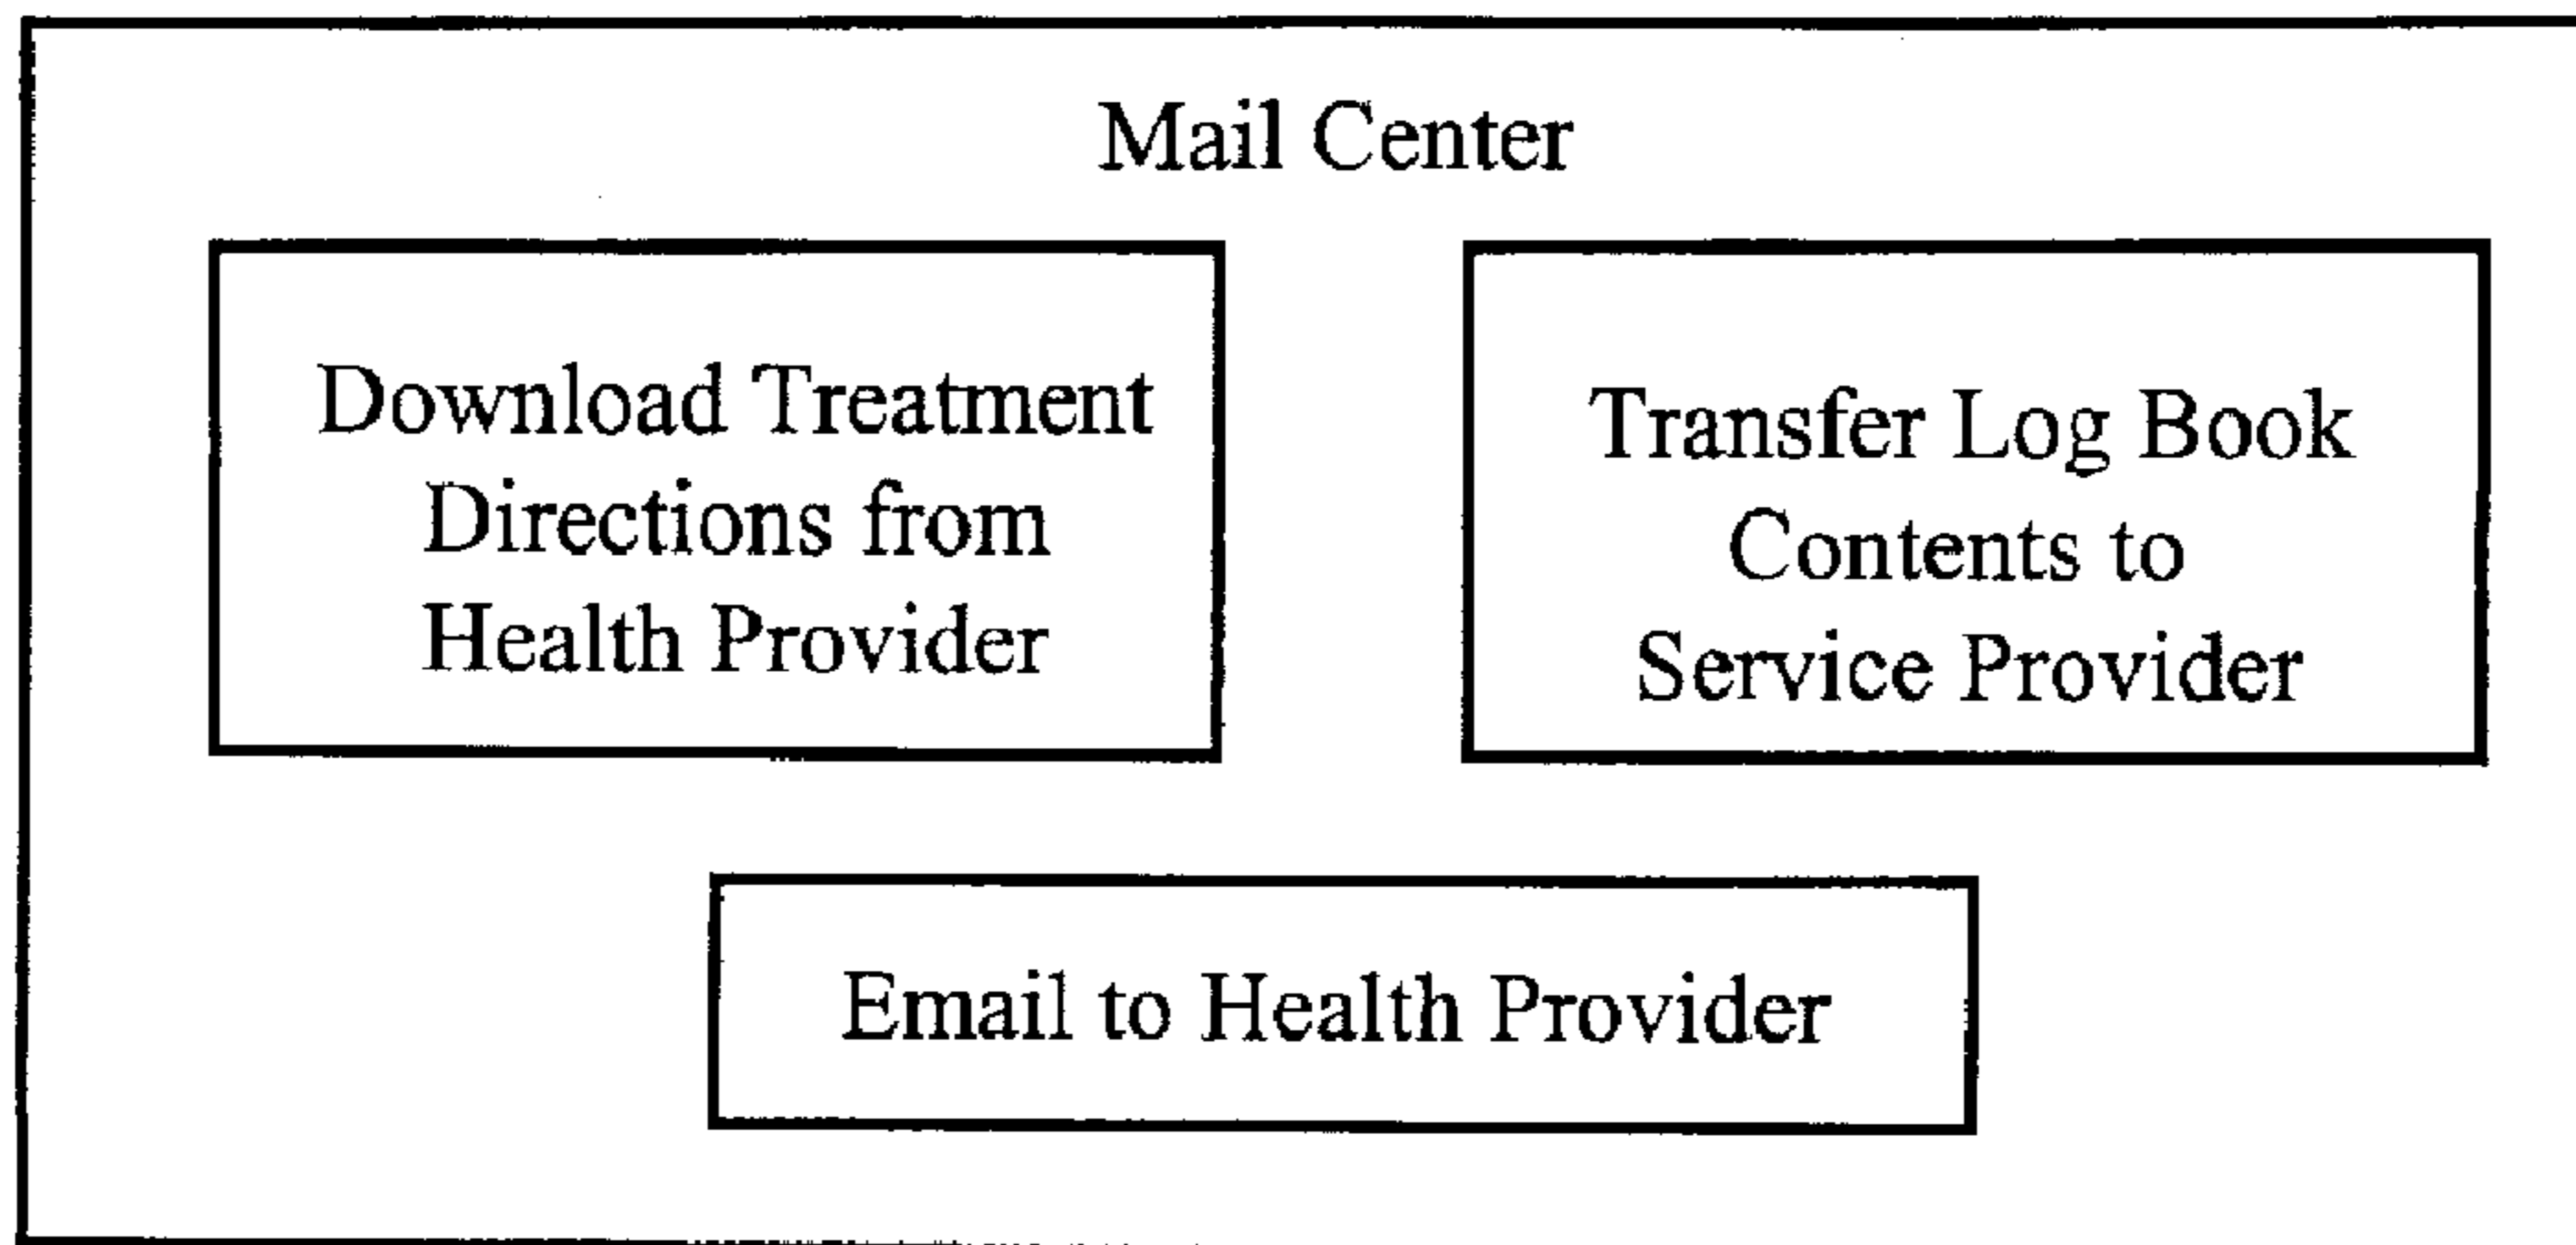 Mail Center
Download Treatment
Directions from
Health Provider
Transfer Log Book
Contents to
Service Provider
Email to Health Provider